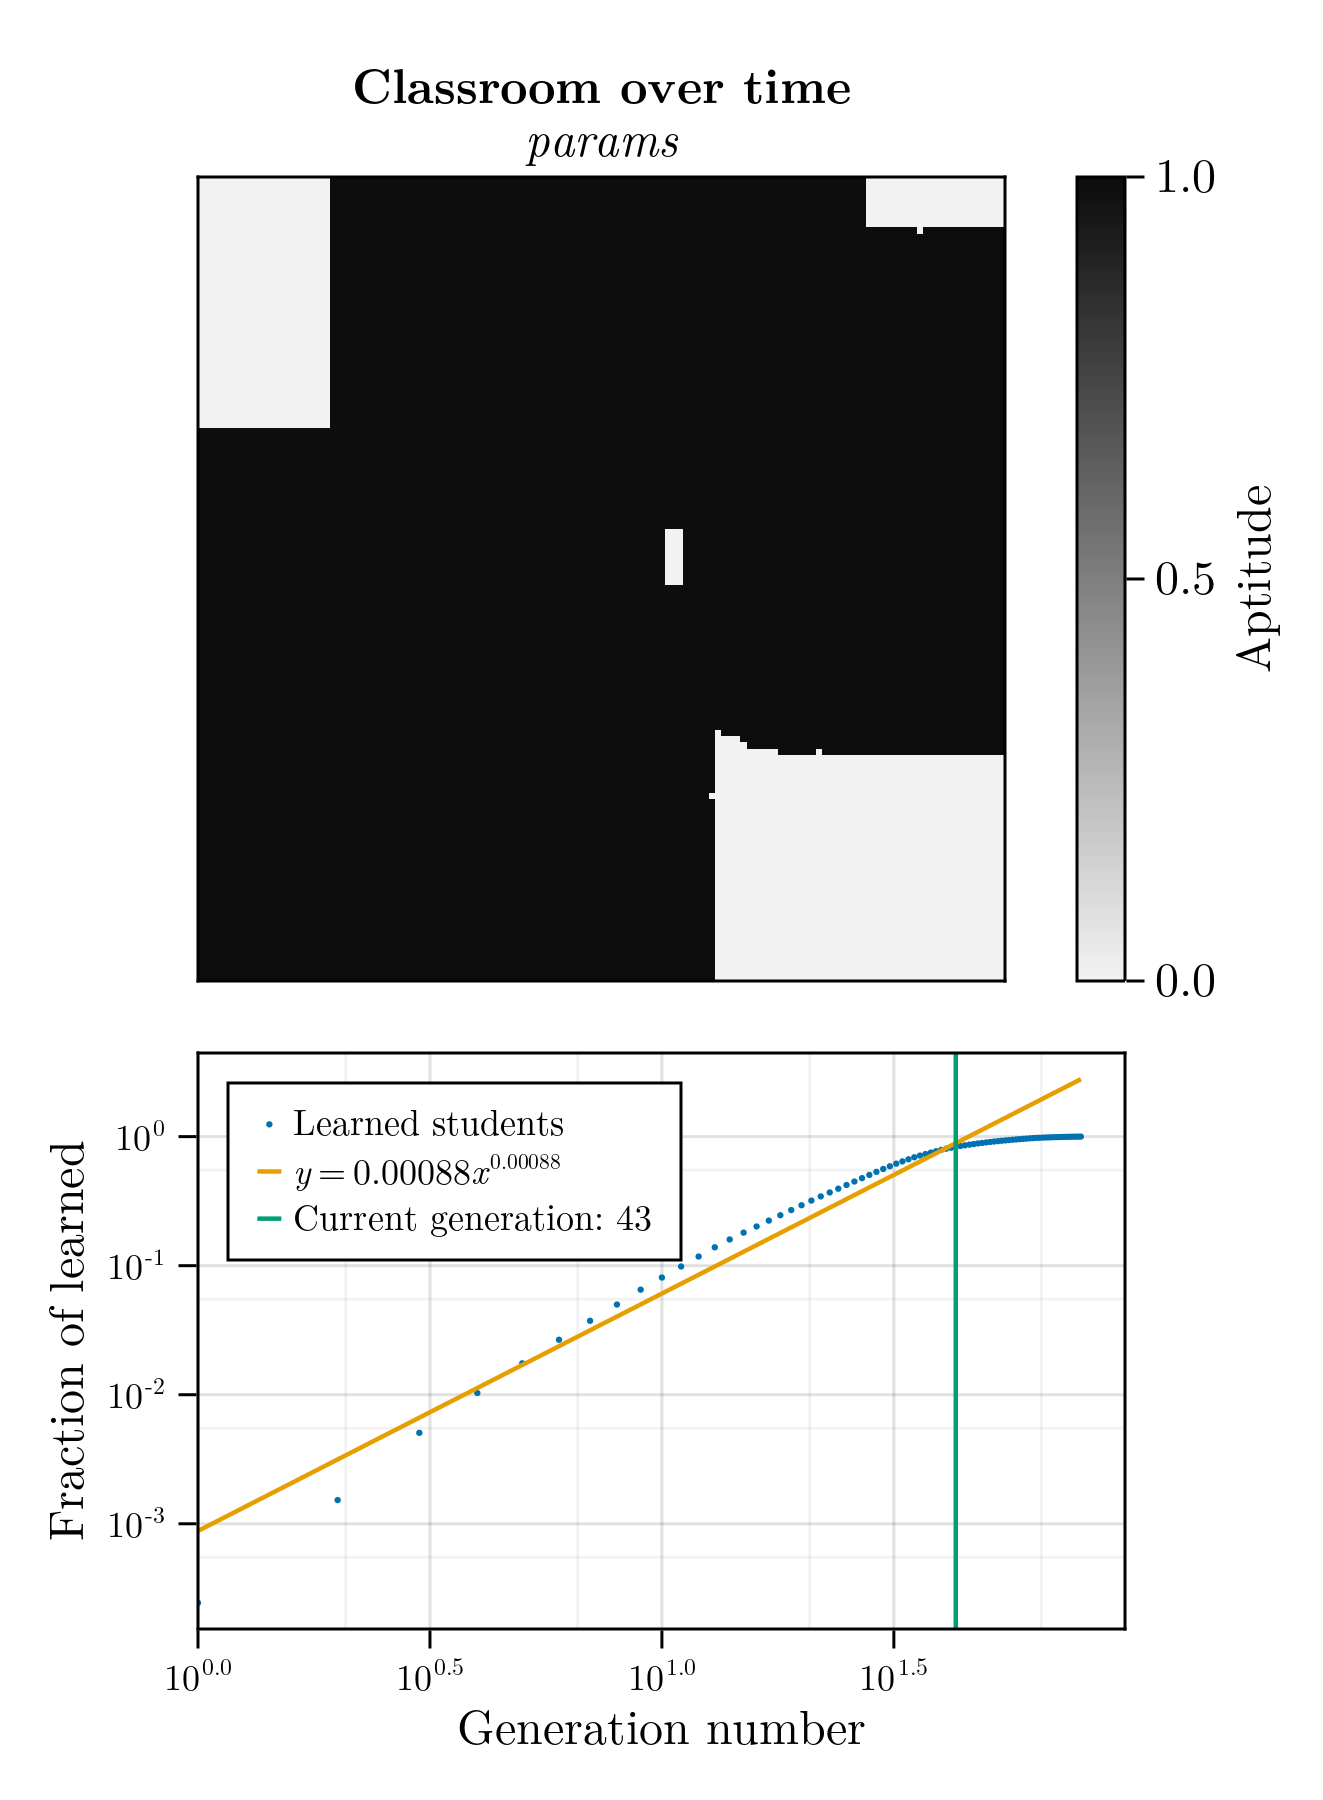 Classroom over time
params
1.0
0.5
0.0
Aptitude
Learned students
y = 0.00088x^0.00088
Current generation: 43
10^0
10^-1
10^-2
10^-3
Fraction of learned
10^0.0 10^0.5 10^1.0 10^1.5
Generation number